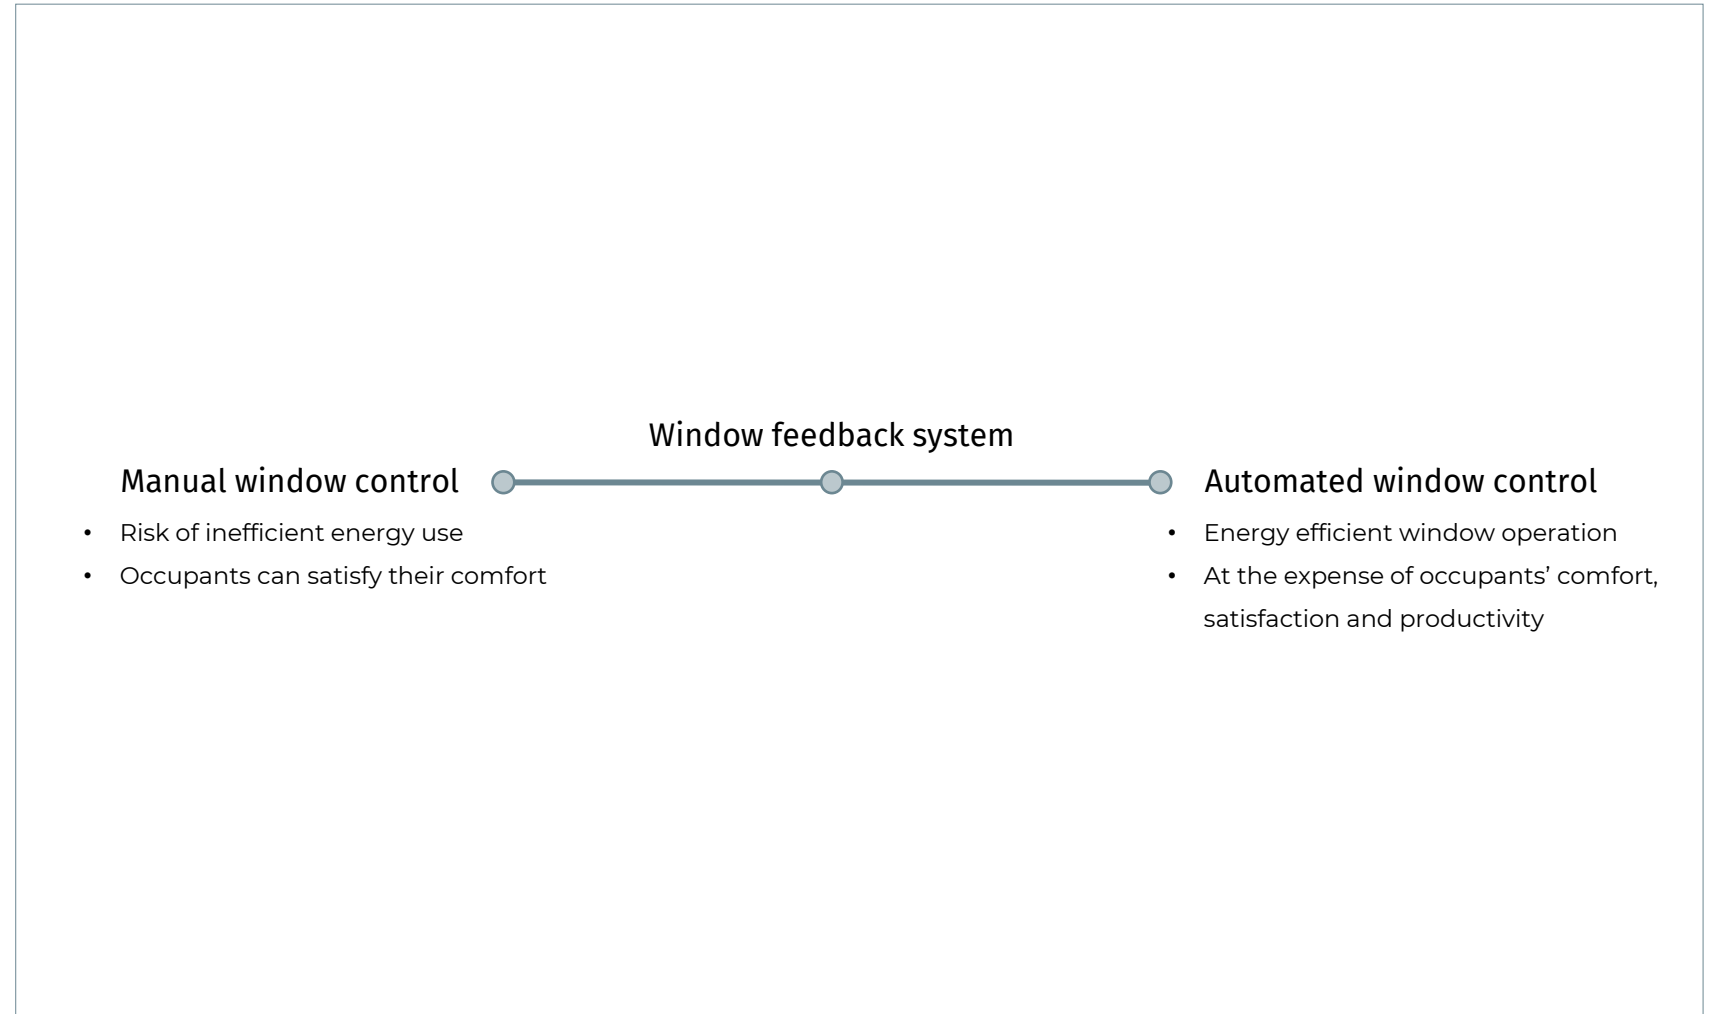 Window feedback system
Manual window control
• Risk of inefficient energy use
• Occupants can satisfy their comfort
Automated window control
• Energy efficient window operation
• At the expense of occupants’ comfort,
satisfaction and productivity